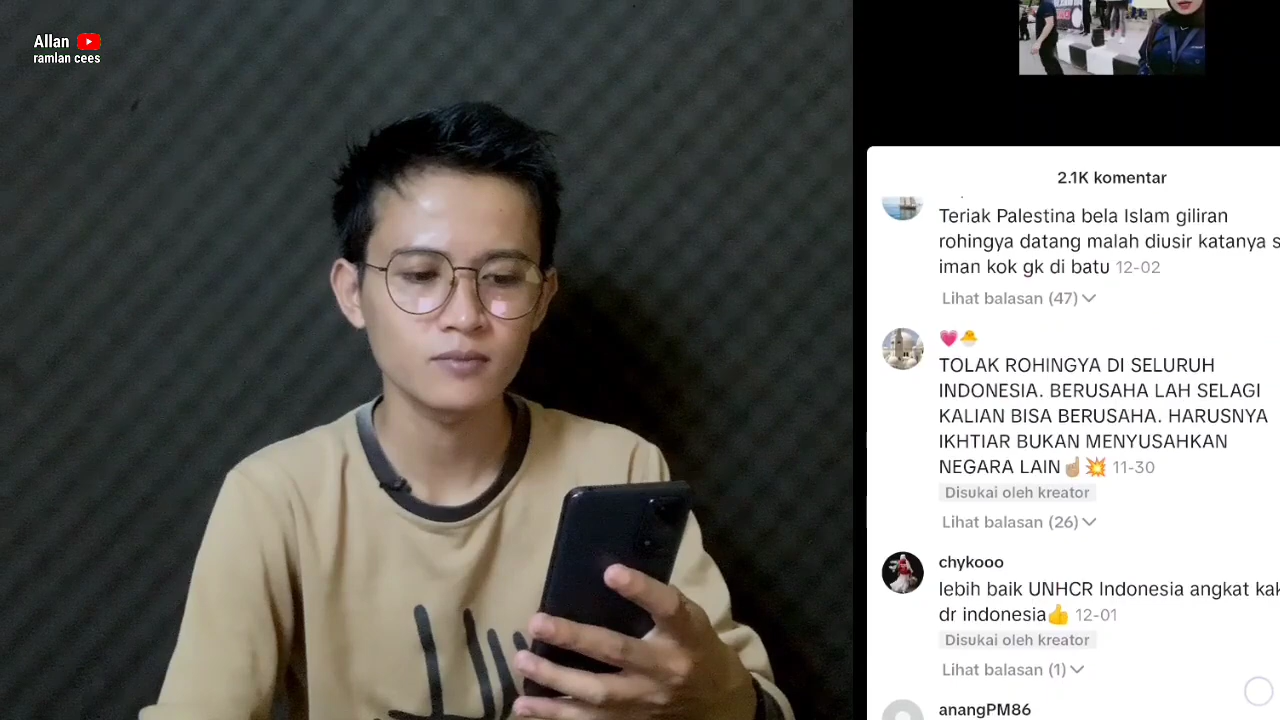 Allan
ramlan cees
2.1K komentar
Teriak Palestina bela Islam giliran
rohingya datang malah diusir katanya s
iman kok gk di batu 12-02
Lihat balasan (47)
💗🐣
TOLAK ROHINGYA DI SELURUH
INDONESIA. BERUSAHA LAH SELAGI
KALIAN BISA BERUSAHA. HARUSNYA
IKHTIAR BUKAN MENYUSAHKAN
NEGARA LAIN☝🏼💥 11-30
Disukai oleh kreator
Lihat balasan (26)
chykooo
lebih baik UNHCR Indonesia angkat kak
dr indonesia👍 12-01
Disukai oleh kreator
Lihat balasan (1)
anangPM86